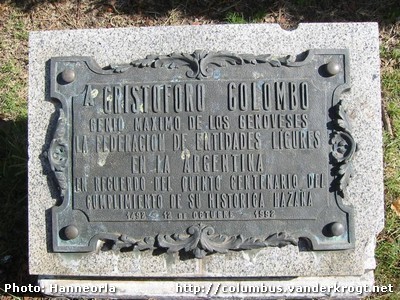 A CRISTOFORO COLOMBO
GENIO MAXIMO DE LOS GENOVESES
LA FEDERACION DE ENTIDADES LIGURES
EN LA ARGENTINA
EN RECUERDO DEL QUINTO CENTENARIO DEL
CUMPLIMIENTO DE SU HISTORICA HAZAÑA
1492 12 DE OCTUBRE 1992
Photo: Hanneorla http://columbus.vanderkrogt.net